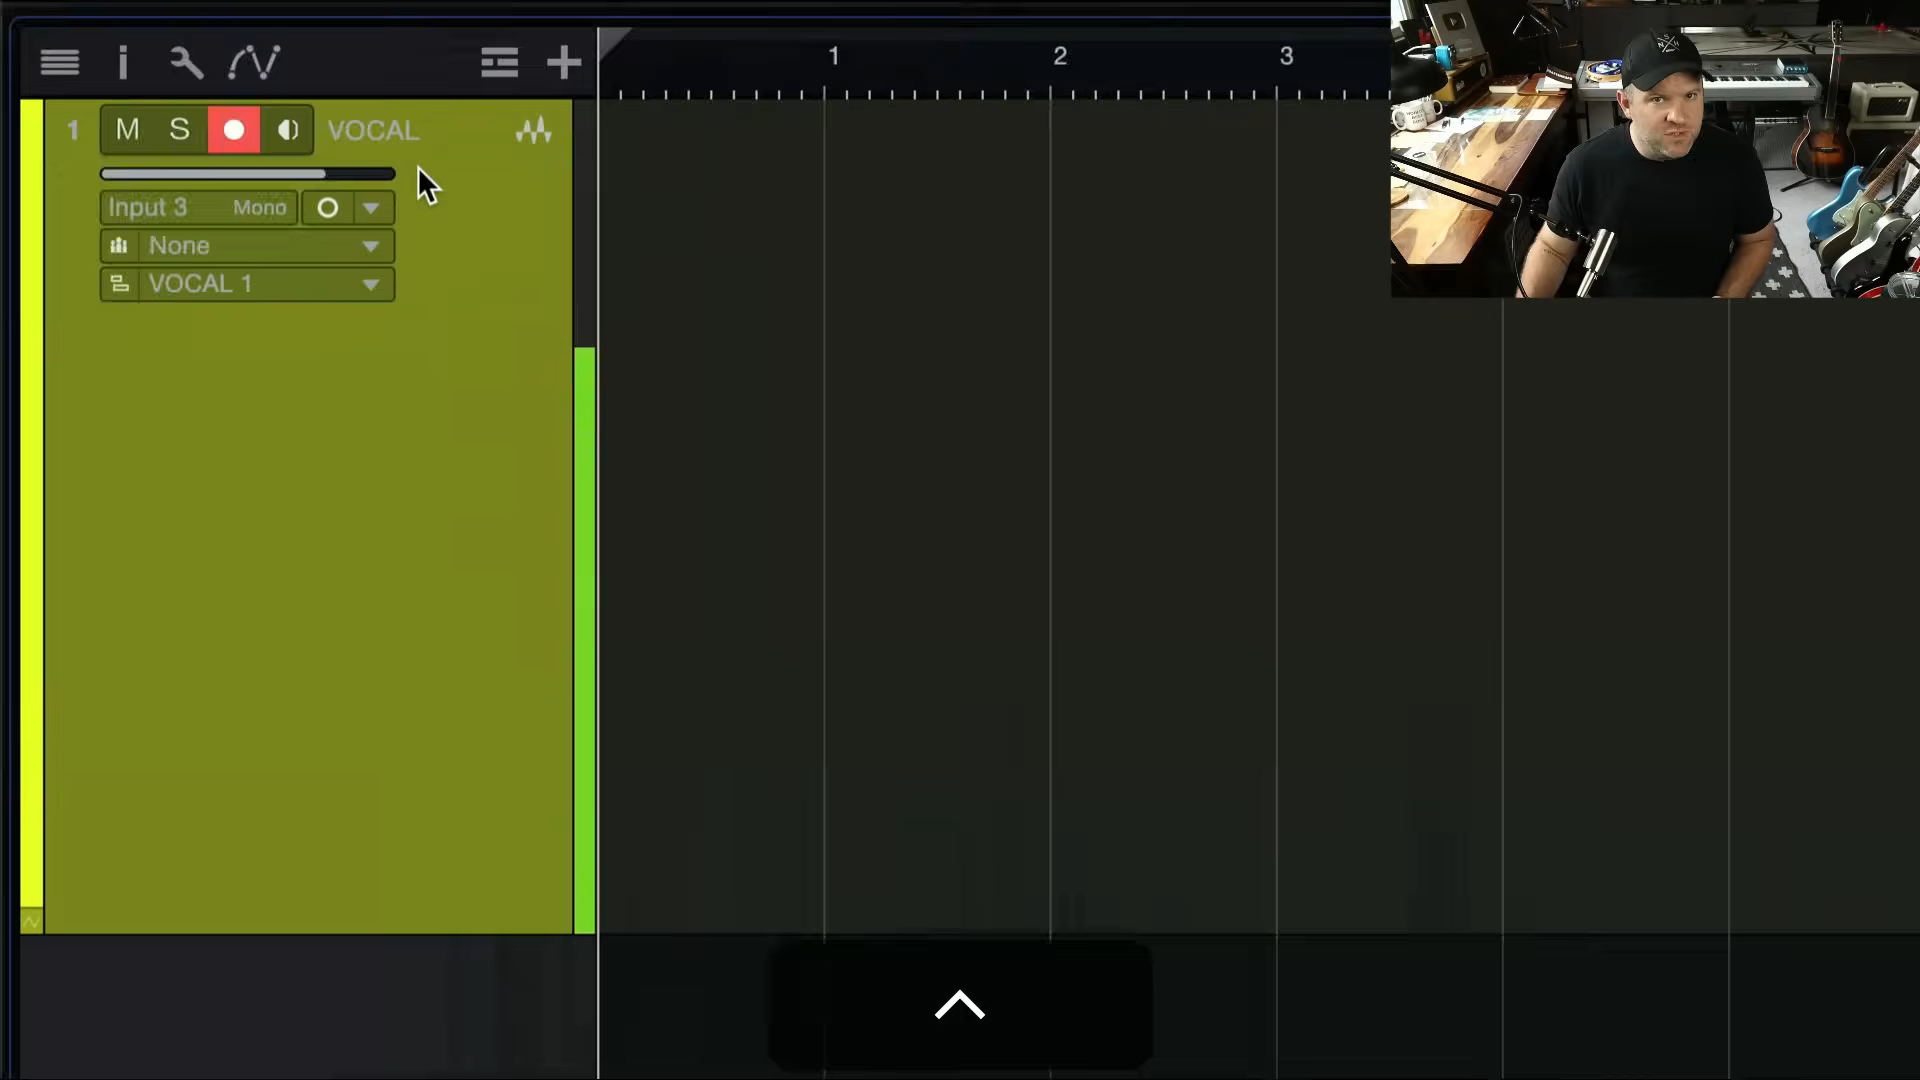 1 2 3
1 M S VOCAL
Input 3 Mono
None
VOCAL 1